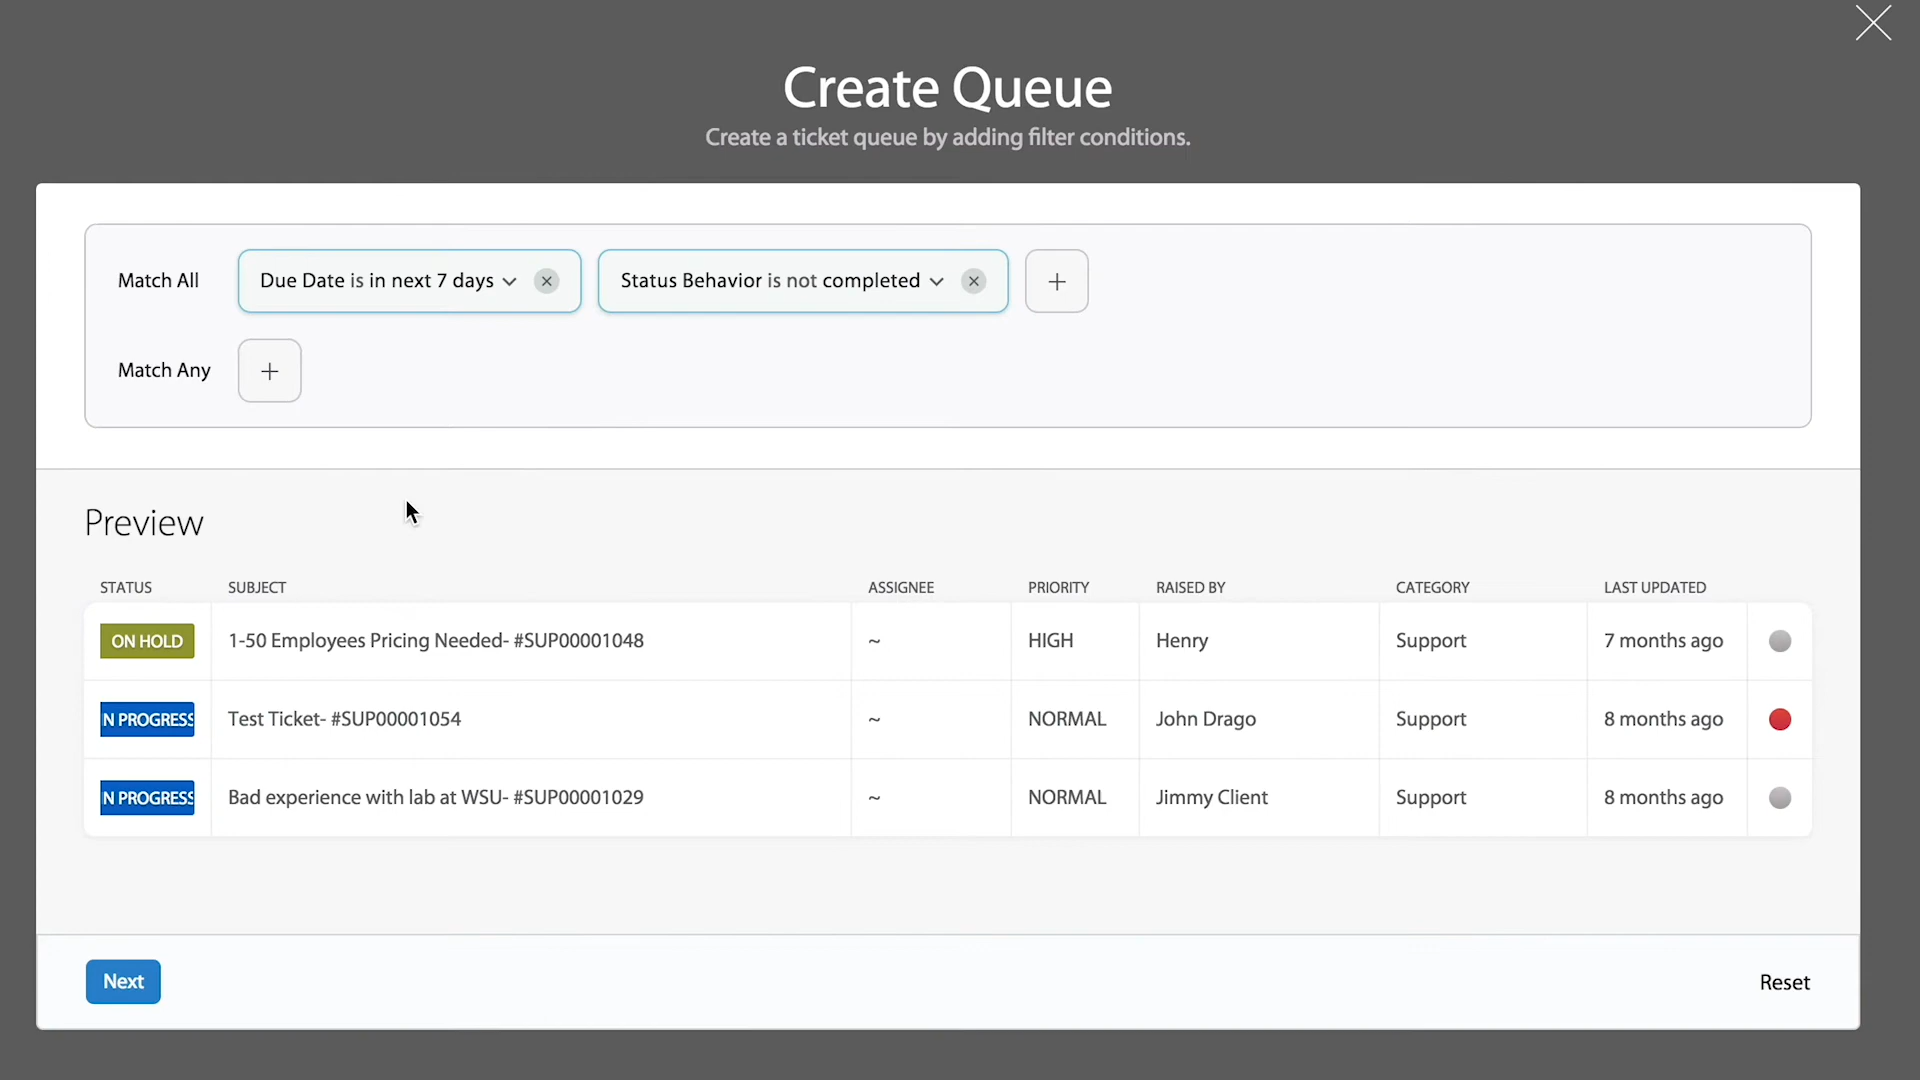 Create Queue
Create a ticket queue by adding filter conditions.
Match All Due Date is in next 7 days Status Behavior is not completed +
Match Any +
Preview
STATUS SUBJECT ASSIGNEE PRIORITY RAISED BY CATEGORY LAST UPDATED
ON HOLD 1-50 Employees Pricing Needed- #SUP00001048 ~ HIGH Henry Support 7 months ago
N PROGRESS Test Ticket- #SUP00001054 ~ NORMAL John Drago Support 8 months ago
N PROGRESS Bad experience with lab at WSU- #SUP00001029 ~ NORMAL Jimmy Client Support 8 months ago
Next Reset